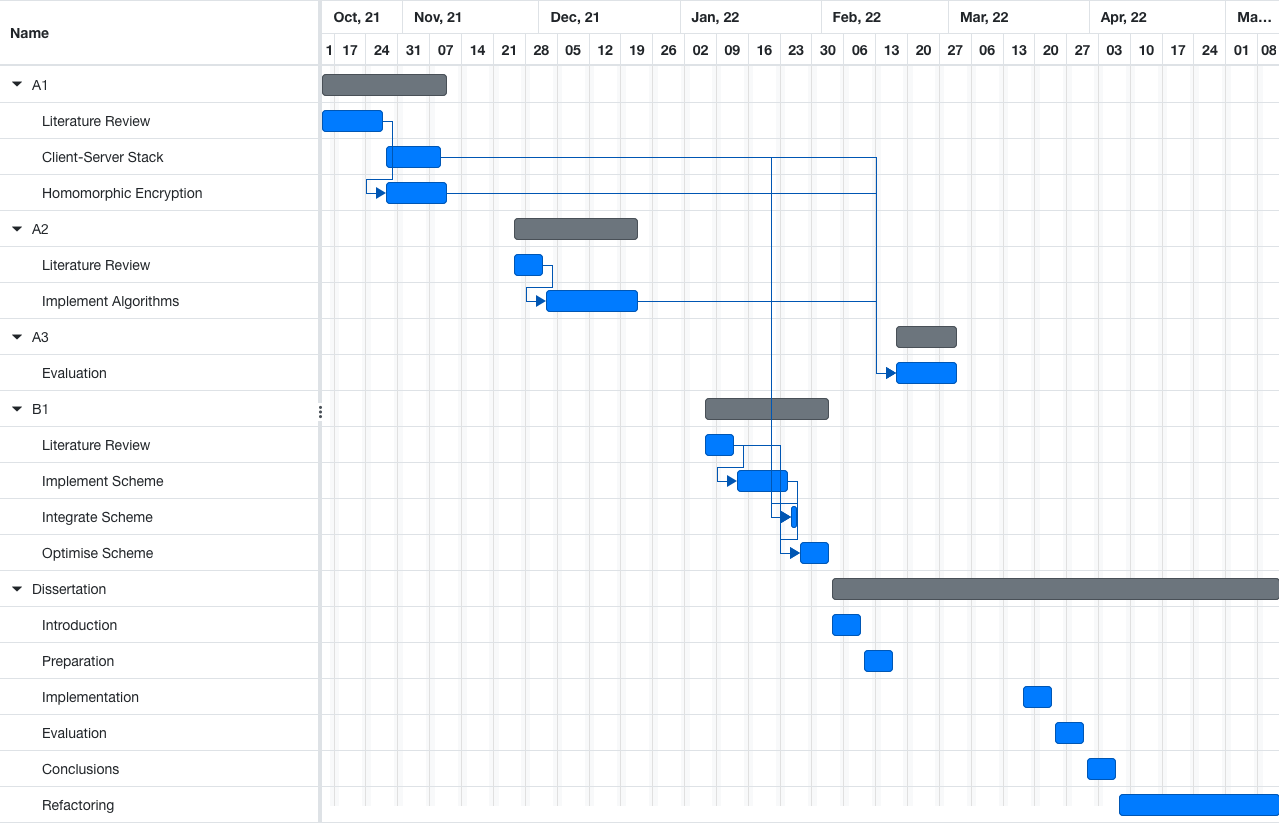 Name
Oct, 21 Nov, 21 Dec, 21 Jan, 22 Feb, 22 Mar, 22 Apr, 22 Ma...
1 17 24 31 07 14 21 28 05 12 19 26 02 09 16 23 30 06 13 20 27 06 13 20 27 03 10 17 24 01 08
A1
Literature Review
Client-Server Stack
Homomorphic Encryption
A2
Literature Review
Implement Algorithms
A3
Evaluation
B1
Literature Review
Implement Scheme
Integrate Scheme
Optimise Scheme
Dissertation
Introduction
Preparation
Implementation
Evaluation
Conclusions
Refactoring